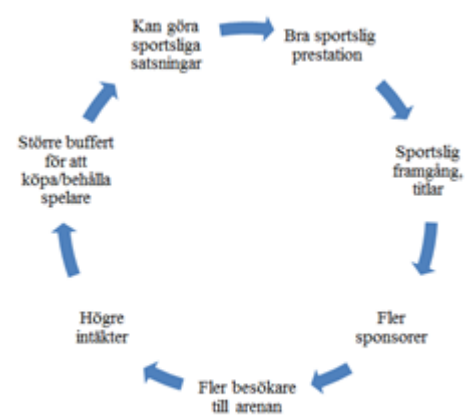 Kan göra
sportsliga
satsningar
Bra sportslig
prestation
Sportslig
framgång,
titlar
Fler
sponsorer
Fler besökare
till arenan
Högre
intäkter
Större buffert
för att
köpa/behålla
spelare